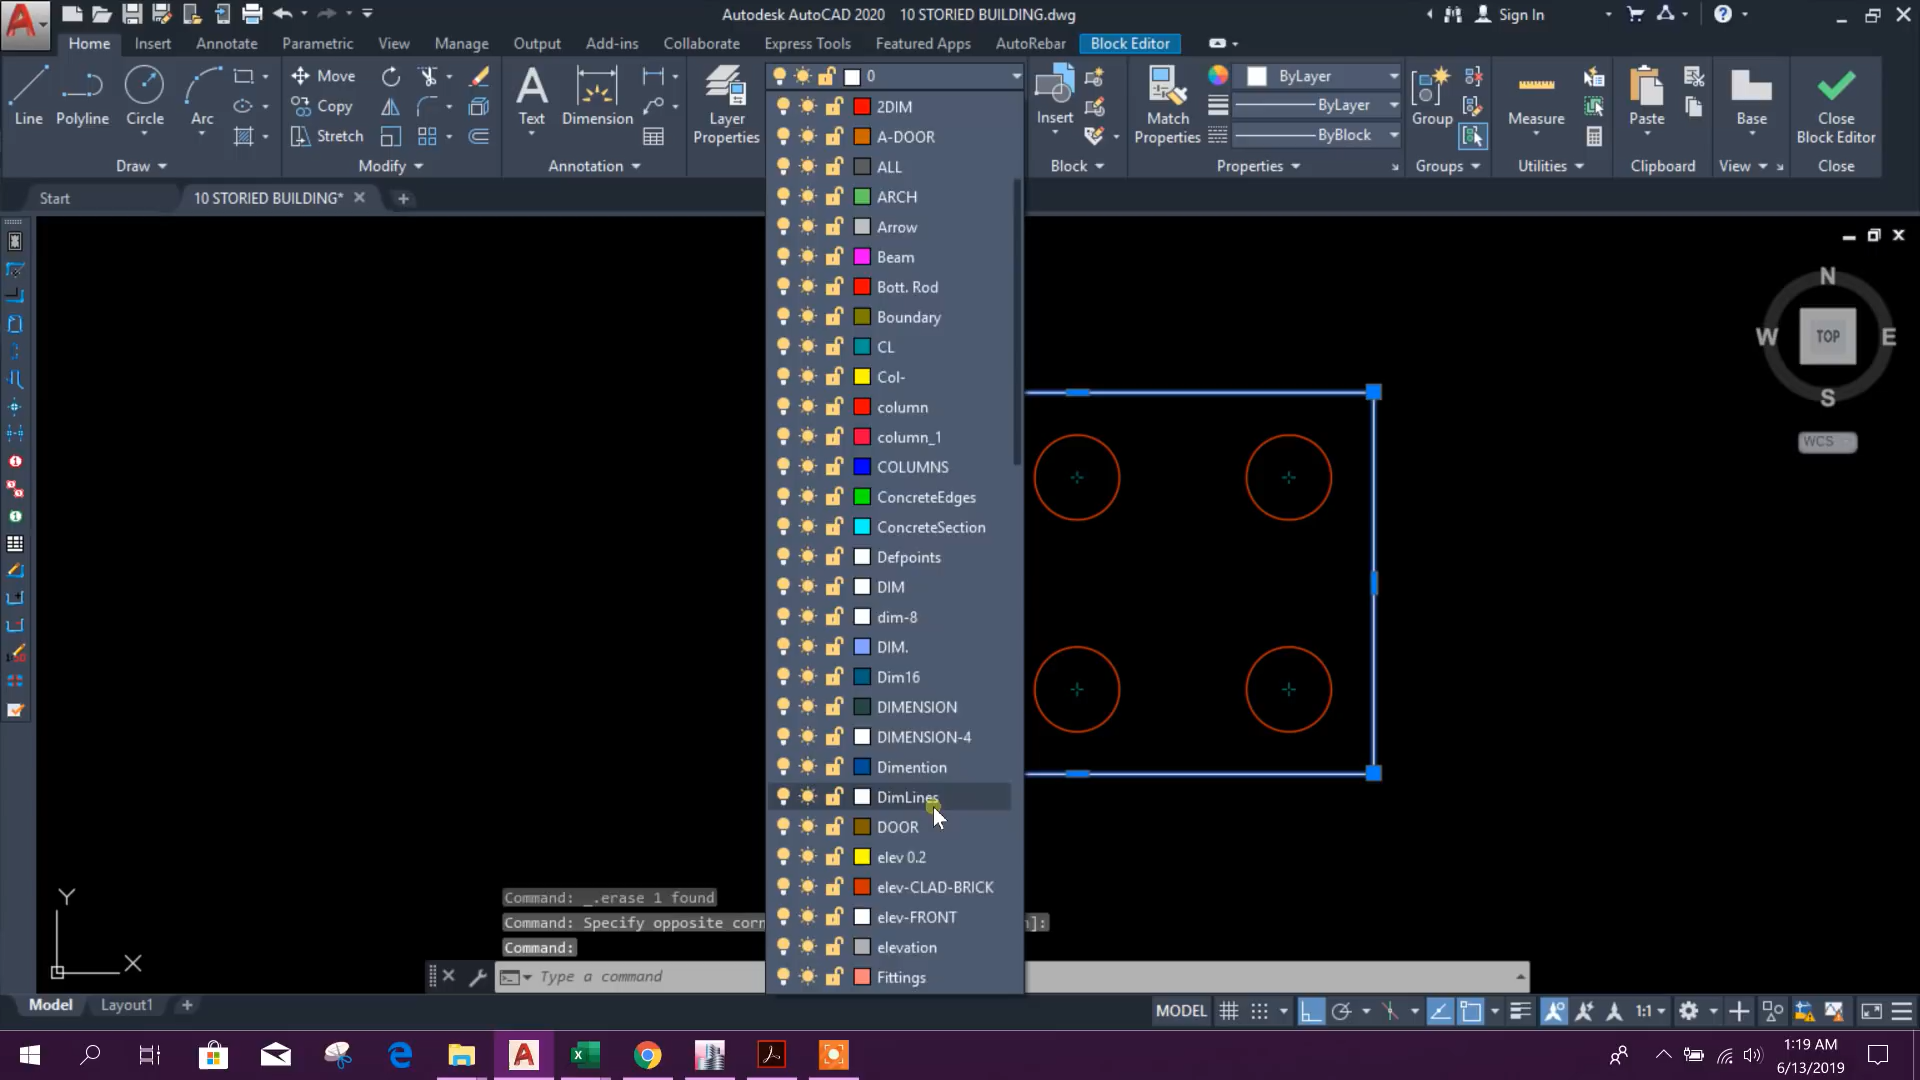 Autodesk AutoCAD 2020 10 STORIED BUILDING.dwg
Sign In
Home Insert Annotate Parametric View Manage Output Add-ins Collaborate Express Tools Featured Apps AutoRebar Block Editor
Line Polyline Circle Arc
Move
Copy
Stretch
Text Dimension
Layer
Properties
0
Insert
Match
Properties
ByLayer
ByLayer
ByBlock
Group
Measure
Paste
Base
Close
Block Editor
Draw Modify Annotation Block Properties Groups Utilities Clipboard View Close
Start 10 STORIED BUILDING*
2DIM
A-DOOR
ALL
ARCH
Arrow
Beam
Bott. Rod
Boundary
CL
Col-
column
column_1
COLUMNS
ConcreteEdges
ConcreteSection
Defpoints
DIM
dim-8
DIM.
Dim16
DIMENSION
DIMENSION-4
Dimention
DimLines
DOOR
elev 0.2
elev-CLAD-BRICK
elev-FRONT
elevation
Fittings
N
W TOP E
S
WCS
Y
X
Command: _.erase 1 found
Command: Specify opposite corn
]:
Command:
Type a command
Model Layout1
MODEL
1:1
1:19 AM
6/13/2019